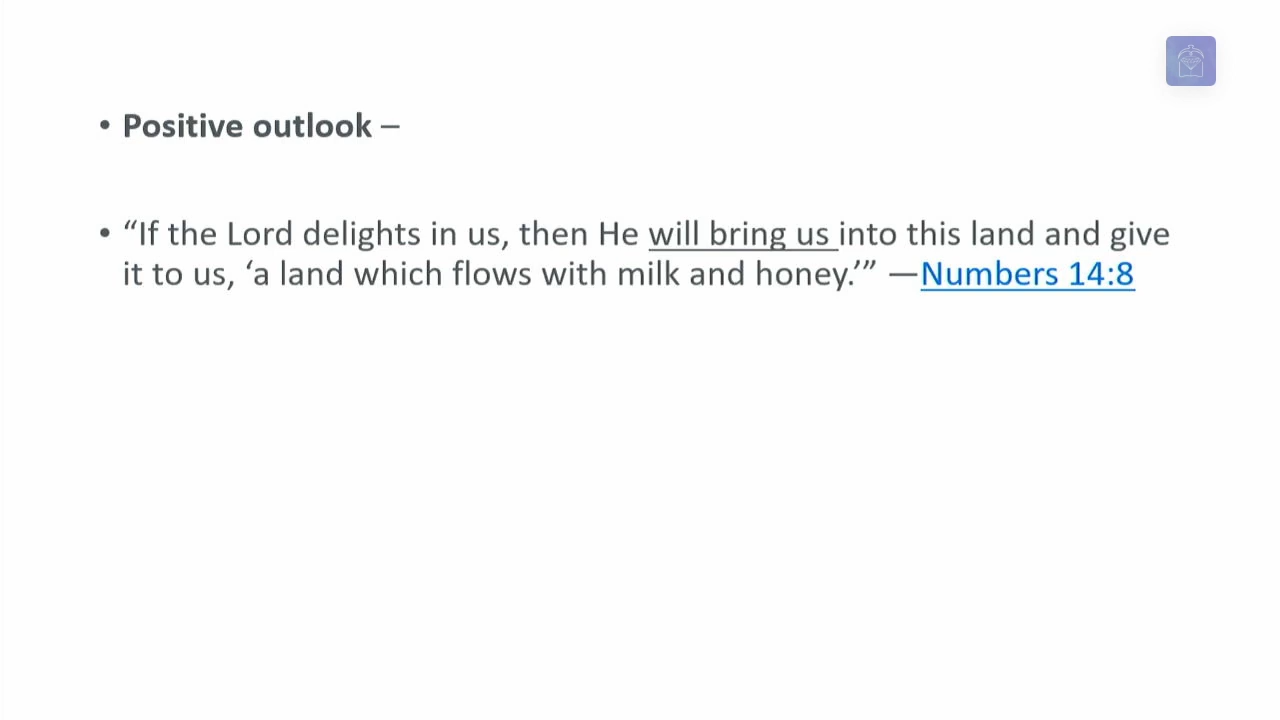 • Positive outlook –
• “If the Lord delights in us, then He will bring us into this land and give
it to us, ‘a land which flows with milk and honey.’” —Numbers 14:8